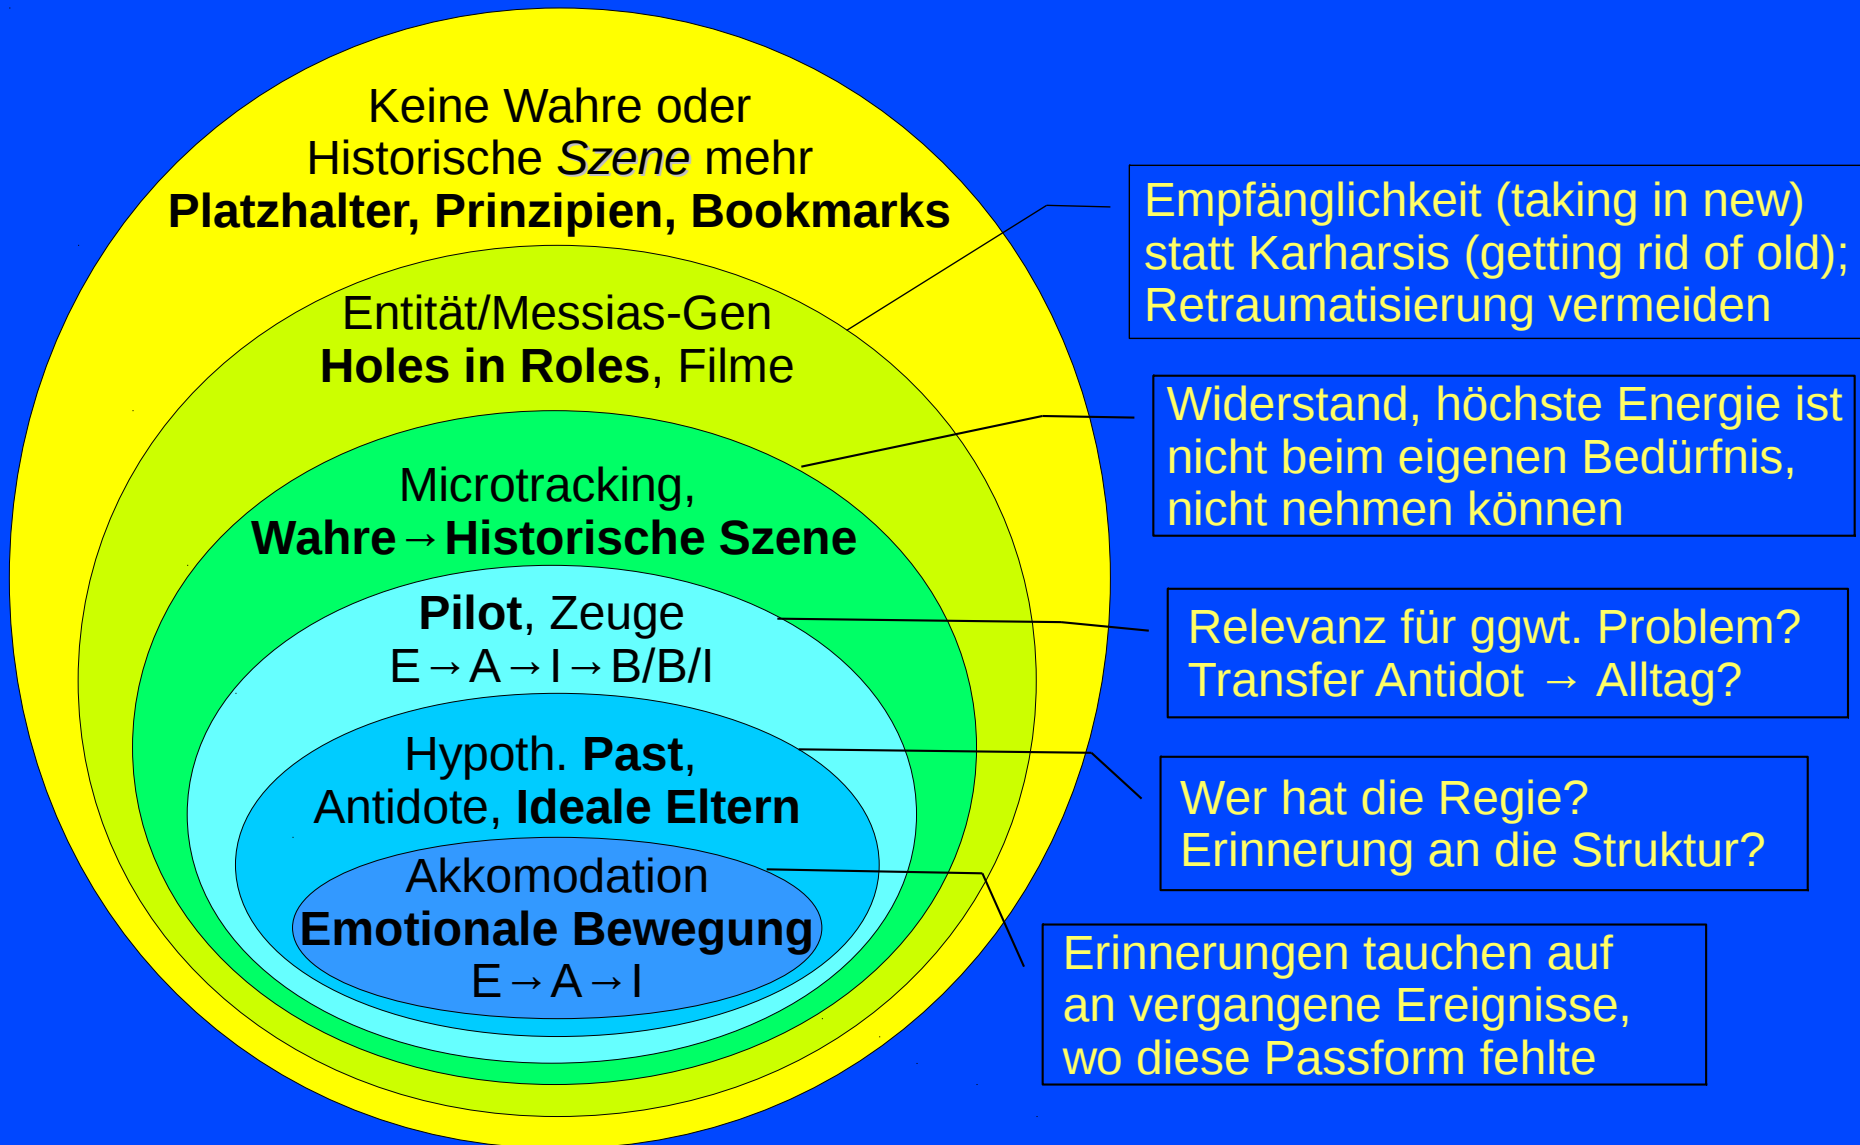 Keine Wahre oder
Historische Szene mehr
Platzhalter, Prinzipien, Bookmarks
Entität/Messias-Gen
Holes in Roles, Filme
Microtracking,
Wahre→Historische Szene
Pilot, Zeuge
E→A→I→B/B/I
Hypoth. Past,
Antidote, Ideale Eltern
Akkomodation
Emotionale Bewegung
E→A→I
Empfänglichkeit (taking in new)
statt Karharsis (getting rid of old);
Retraumatisierung vermeiden
Widerstand, höchste Energie ist
nicht beim eigenen Bedürfnis,
nicht nehmen können
Relevanz für ggwt. Problem?
Transfer Antidot → Alltag?
Wer hat die Regie?
Erinnerung an die Struktur?
Erinnerungen tauchen auf
an vergangene Ereignisse,
wo diese Passform fehlte